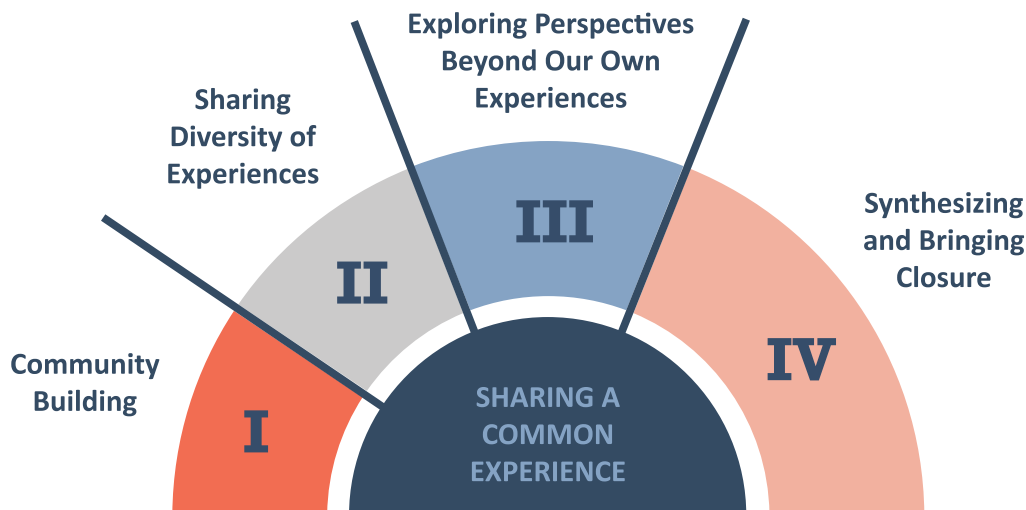 Community
Building
I
Sharing
Diversity of
Experiences
II
Exploring Perspectives
Beyond Our Own
Experiences
III
Synthesizing
and Bringing
Closure
IV
SHARING A
COMMON
EXPERIENCE